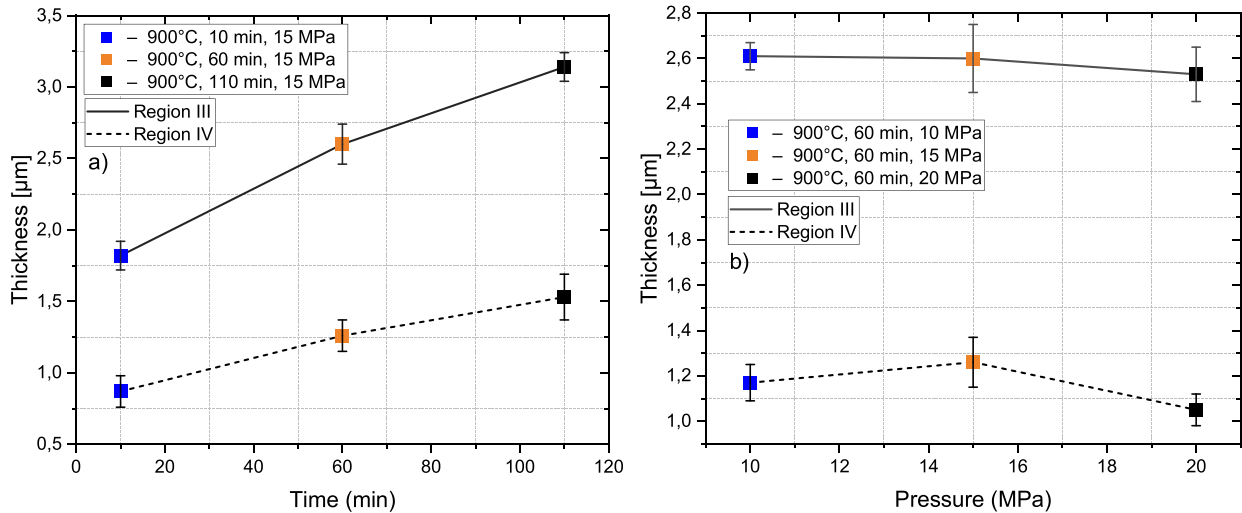 3,5
3,0
2,5
2,0
1,5
1,0
0,5
Thickness [µm]
– 900°C, 10 min, 15 MPa
– 900°C, 60 min, 15 MPa
– 900°C, 110 min, 15 MPa
Region III
Region IV
a)
0 20 40 60 80 100 120
Time (min)
2,8
2,6
2,4
2,2
2,0
1,8
1,6
1,4
1,2
1,0
Thickness [µm]
– 900°C, 60 min, 10 MPa
– 900°C, 60 min, 15 MPa
– 900°C, 60 min, 20 MPa
Region III
Region IV
b)
10 12 14 16 18 20
Pressure (MPa)